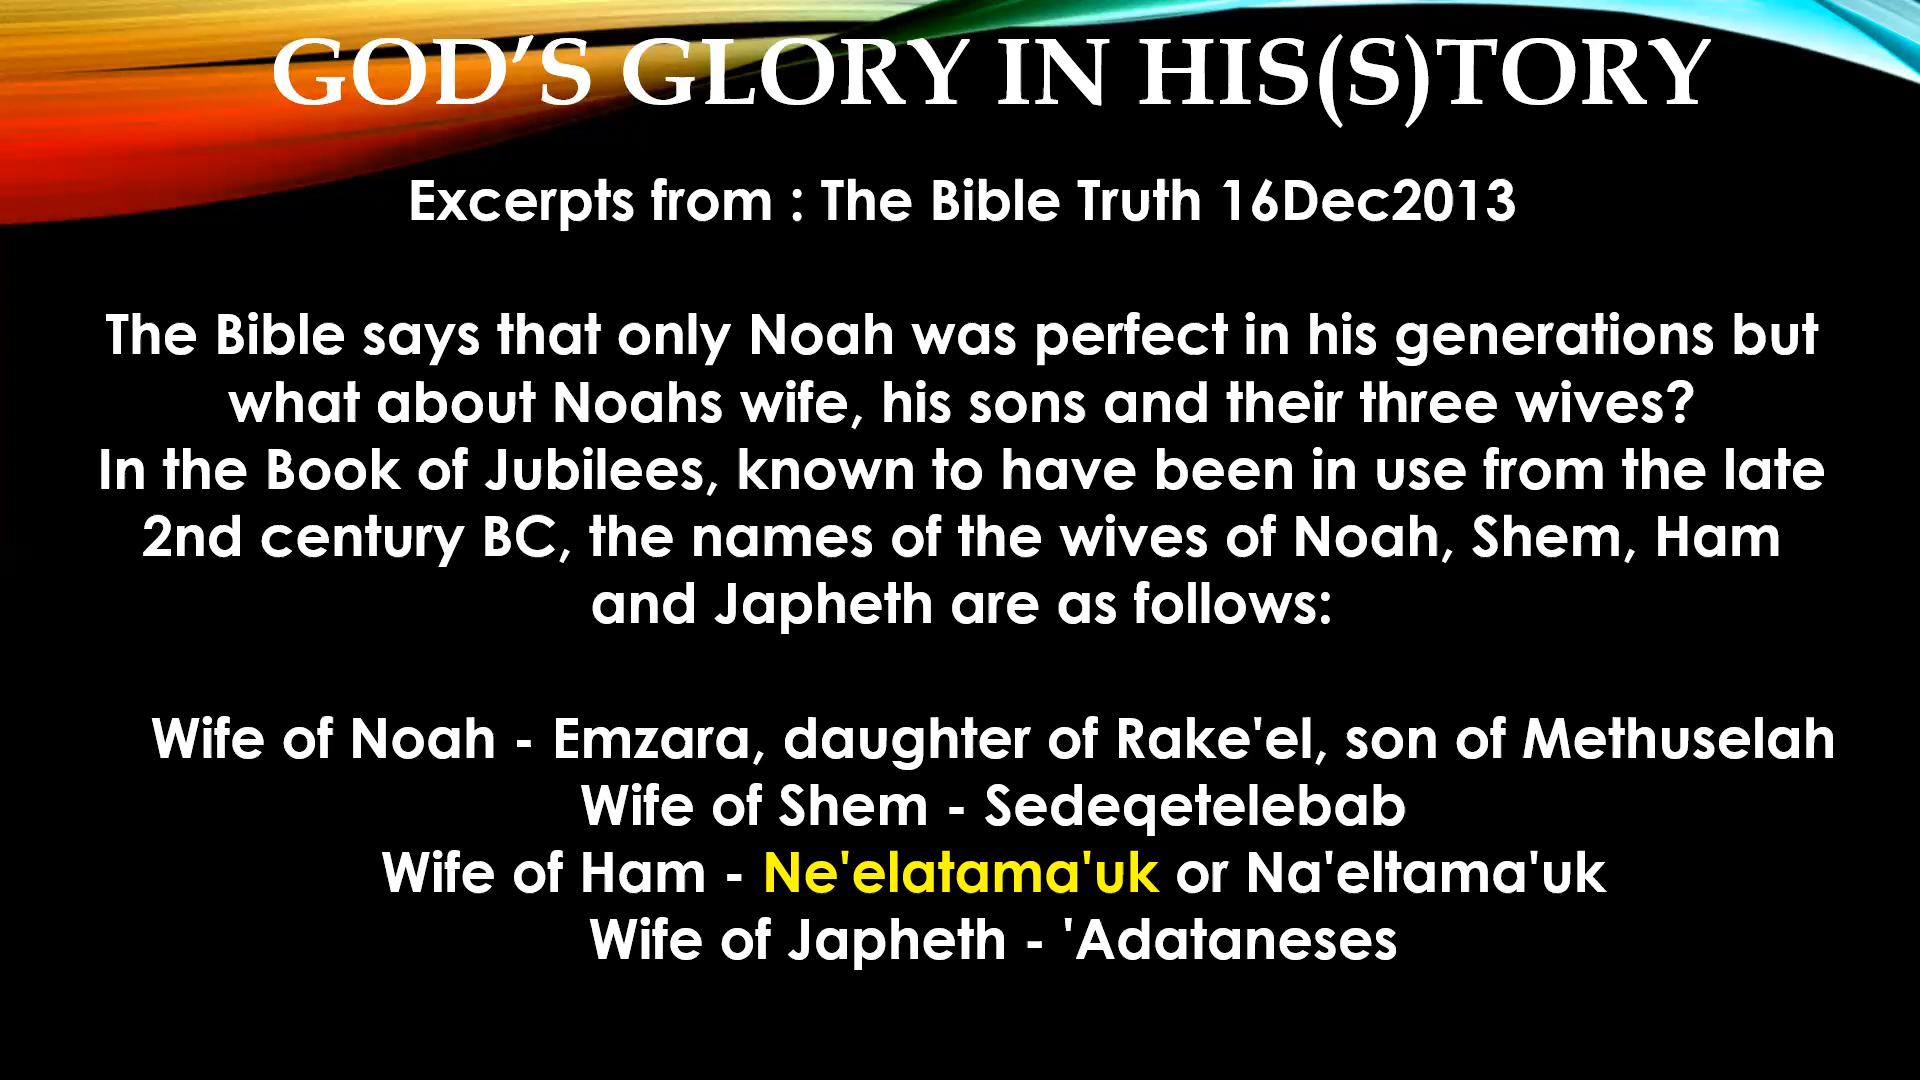 GOD’S GLORY IN HIS(S)TORY
Excerpts from : The Bible Truth 16Dec2013
The Bible says that only Noah was perfect in his generations but
what about Noahs wife, his sons and their three wives?
In the Book of Jubilees, known to have been in use from the late
2nd century BC, the names of the wives of Noah, Shem, Ham
and Japheth are as follows:
Wife of Noah - Emzara, daughter of Rake'el, son of Methuselah
Wife of Shem - Sedeqetelebab
Wife of Ham - Ne'elatama'uk or Na'eltama'uk
Wife of Japheth - 'Adataneses